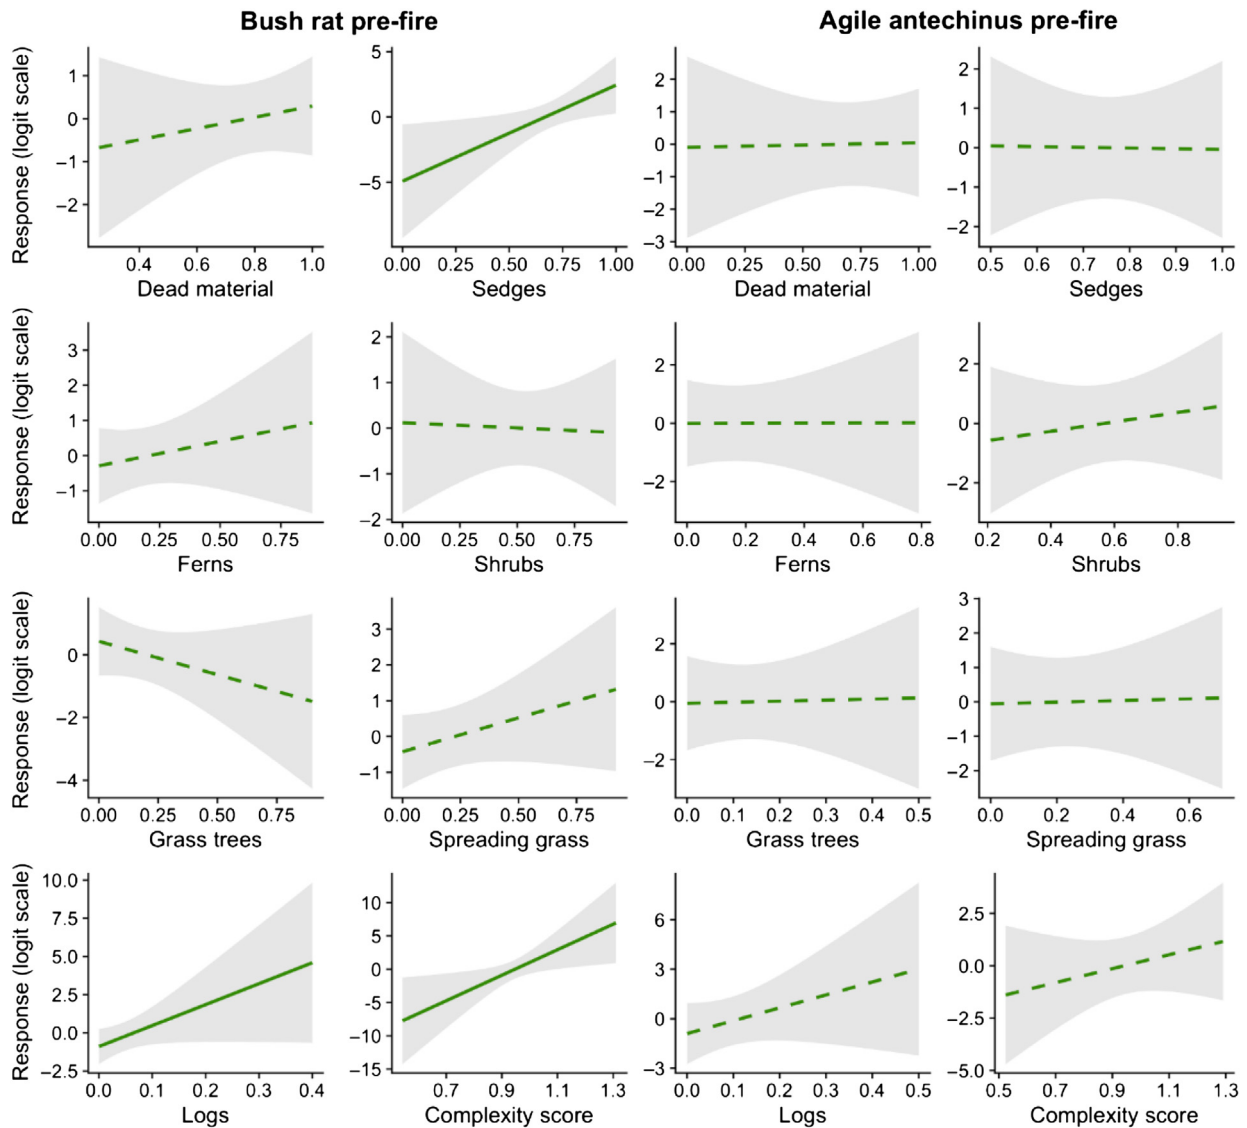 Bush rat pre-fire
Agile antechinus pre-fire
Response (logit scale)
1
0
−1
−2
0.4 0.6 0.8 1.0
Dead material
5
0
−5
0.00 0.25 0.50 0.75 1.00
Sedges
2
1
0
−1
−2
−3
0.00 0.25 0.50 0.75 1.00
Dead material
2
1
0
−1
−2
0.5 0.6 0.7 0.8 0.9 1.0
Sedges
Response (logit scale)
3
2
1
0
−1
0.00 0.25 0.50 0.75
Ferns
2
1
0
−1
−2
0.00 0.25 0.50 0.75
Shrubs
2
0
−2
0.0 0.2 0.4 0.6 0.8
Ferns
2
0
−2
0.2 0.4 0.6 0.8
Shrubs
Response (logit scale)
0
−2
−4
0.00 0.25 0.50 0.75
Grass trees
3
2
1
0
−1
0.00 0.25 0.50 0.75
Spreading grass
2
0
−2
0.0 0.1 0.2 0.3 0.4 0.5
Grass trees
3
2
1
0
−1
−2
0.0 0.2 0.4 0.6
Spreading grass
Response (logit scale)
10.0
7.5
5.0
2.5
0.0
−2.5
0.0 0.1 0.2 0.3 0.4
Logs
10
5
0
−5
−10
−15
0.7 0.9 1.1 1.3
Complexity score
6
3
0
−3
0.0 0.1 0.2 0.3 0.4 0.5
Logs
2.5
0.0
−2.5
−5.0
0.5 0.7 0.9 1.1 1.3
Complexity score